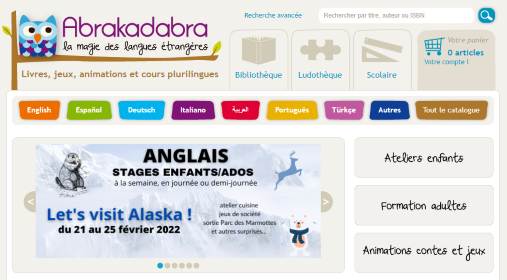 Abrakadabra
la magie des langues étrangères
Livres, jeux, animations et cours plurilingues
Recherche avancée
Rechercher par titre, auteur ou ISBN
Bibliothèque
Ludothèque
Scolaire
Votre panier
0 articles
Votre compte !
English
Español
Deutsch
Italiano
العربية
Português
Türkçe
Autres
Tout le catalogue
ANGLAIS
STAGES ENFANTS/ADOS
à la semaine, en journée ou demi-journée
Let's visit Alaska !
du 21 au 25 février 2022
atelier cuisine
jeux de société
sortie Parc des Marmottes
et autres surprises...
Ateliers enfants
Formation adultes
Animations contes et jeux